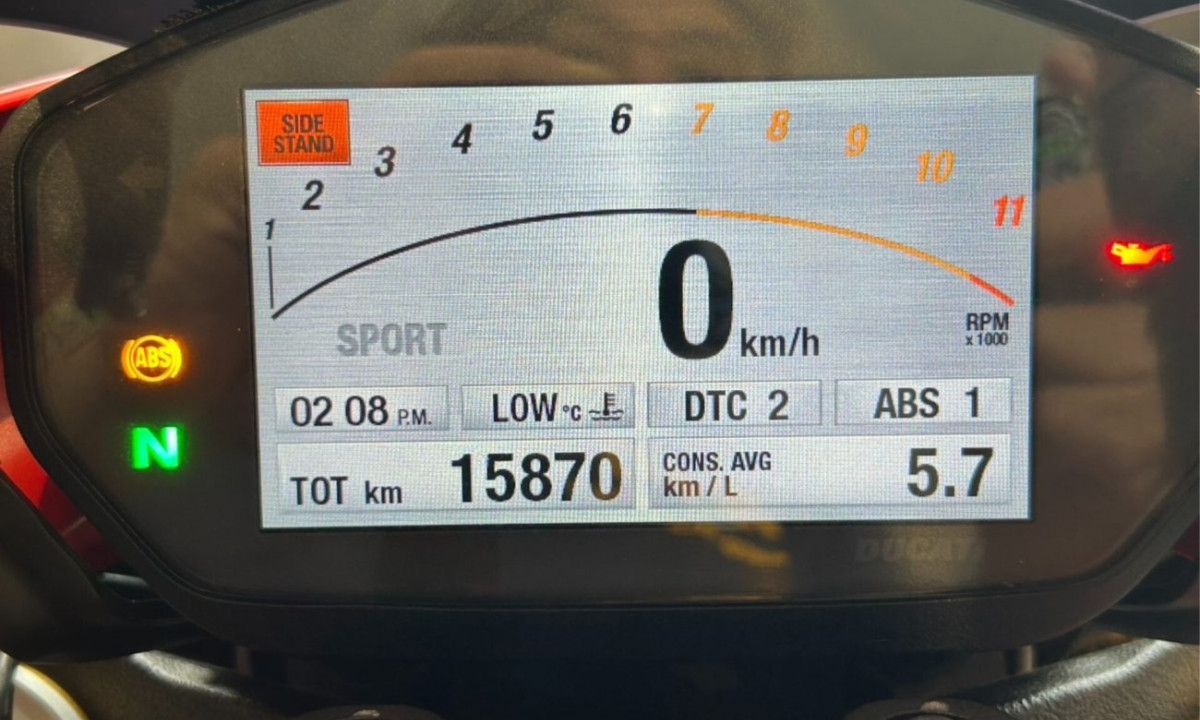 SIDE
STAND
1 2 3 4 5 6 7 8 9 10 11
0 km/h
SPORT
RPM
x 1000
ABS
02 08 P.M. LOW °C DTC 2 ABS 1
N
TOT km 15870
CONS. AVG
km / L 5.7
DUCATI